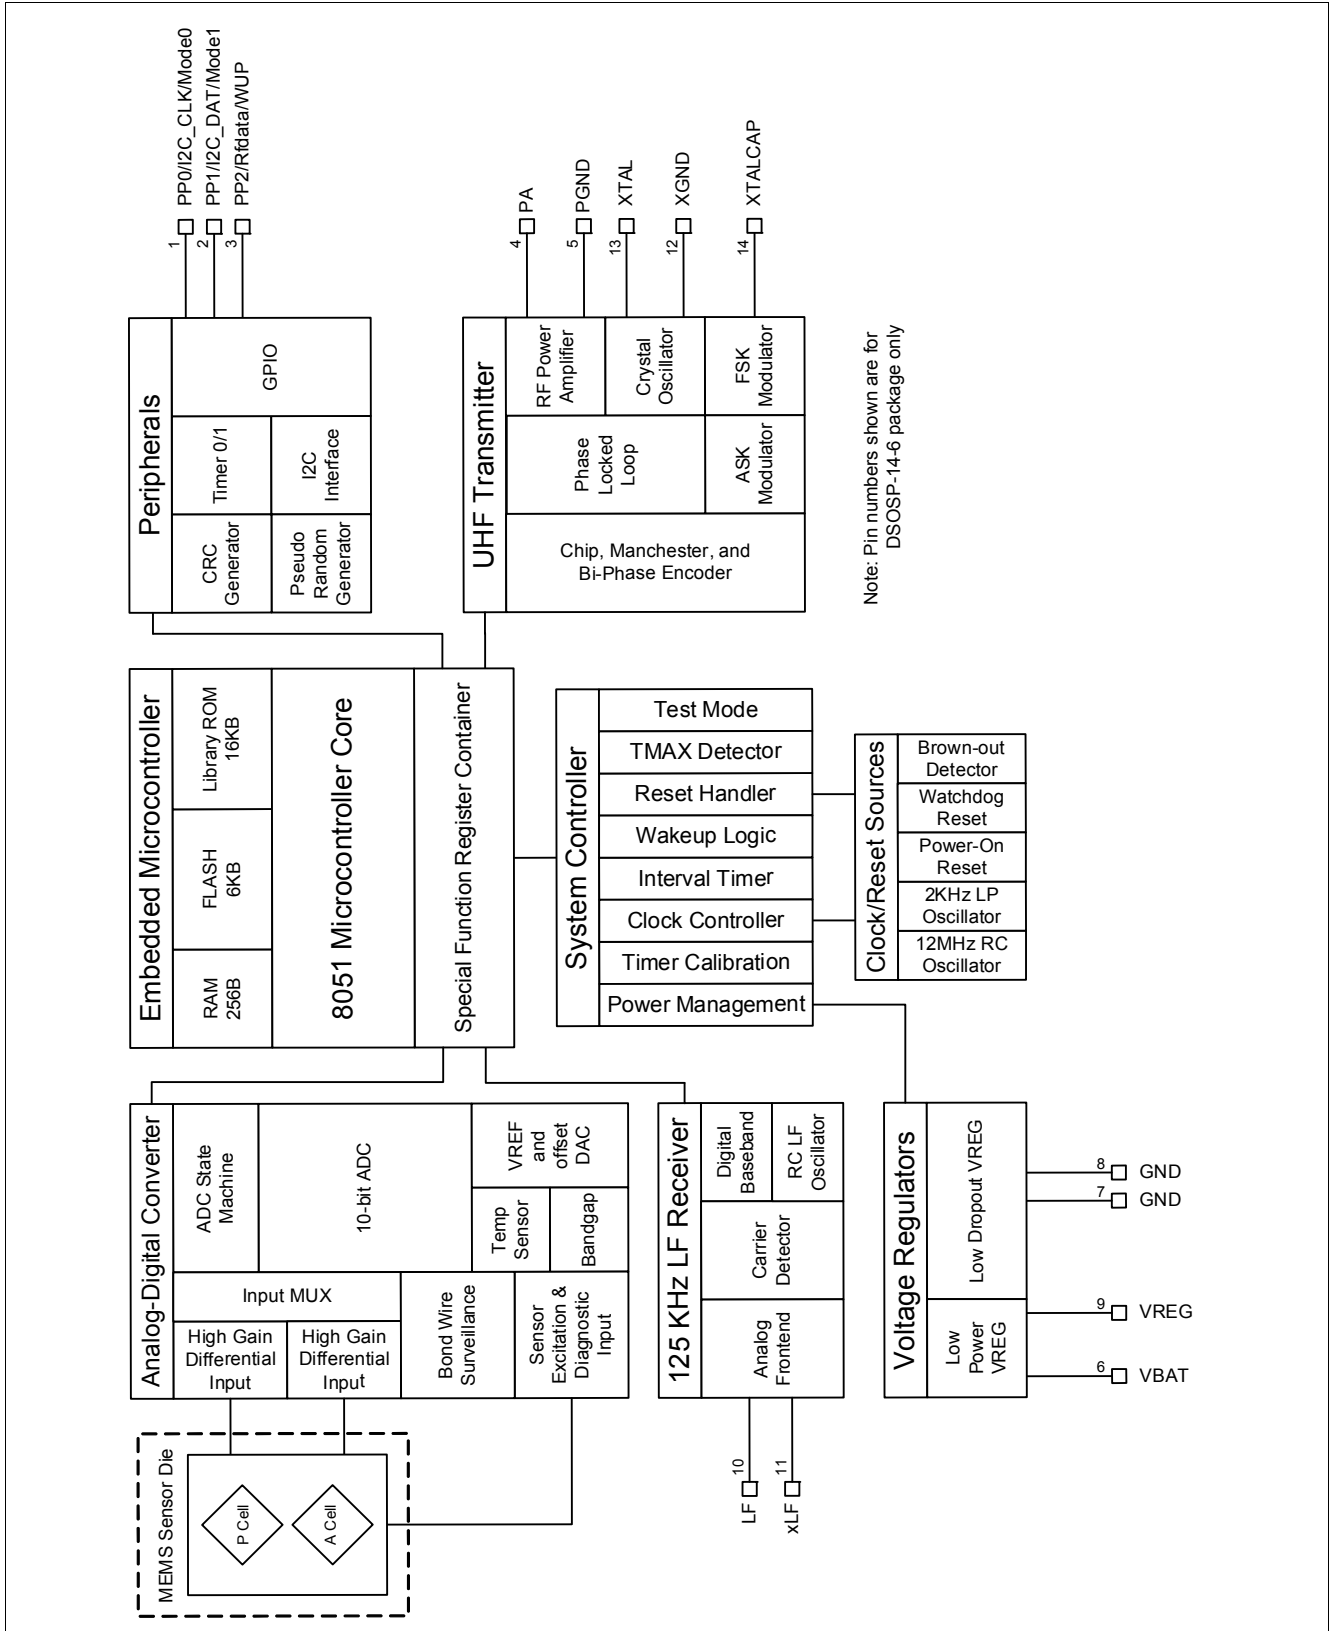 1
PP0/I2C_CLK/Mode0
2
PP1/I2C_DAT/Mode1
3
PP2/Rfdata/WUP
Peripherals
CRC
Generator
Timer 0/1
GPIO
Pseudo
Random
Generator
I2C
Interface
4
PA
5
PGND
13
XTAL
12
XGND
14
XTALCAP
UHF Transmitter
RF Power
Amplifier
Crystal
Oscillator
FSK
Modulator
Phase
Locked
Loop
ASK
Modulator
Chip, Manchester, and
Bi-Phase Encoder
Note: Pin numbers shown are for
DSOSP-14-6 package only
Embedded Microcontroller
RAM
256B
FLASH
6KB
Library ROM
16KB
8051 Microcontroller Core
Special Function Register Container
System Controller
Test Mode
TMAX Detector
Reset Handler
Wakeup Logic
Interval Timer
Clock Controller
Timer Calibration
Power Management
Clock/Reset Sources
Brown-out
Detector
Watchdog
Reset
Power-On
Reset
2KHz LP
Oscillator
12MHz RC
Oscillator
Analog-Digital Converter
ADC State
Machine
10-bit ADC
VREF
and
offset
DAC
Temp
Sensor
Bandgap
Input MUX
High Gain
Differential
Input
High Gain
Differential
Input
Bond Wire
Surveillance
Sensor
Excitation &
Diagnostic
Input
MEMS Sensor Die
P Cell
A Cell
125 KHz LF Receiver
Digital
Baseband
RC LF
Oscillator
Carrier
Detector
Analog
Frontend
10
LF
11
xLF
Voltage Regulators
Low Dropout VREG
Low
Power
VREG
8
GND
7
GND
9
VREG
6
VBAT